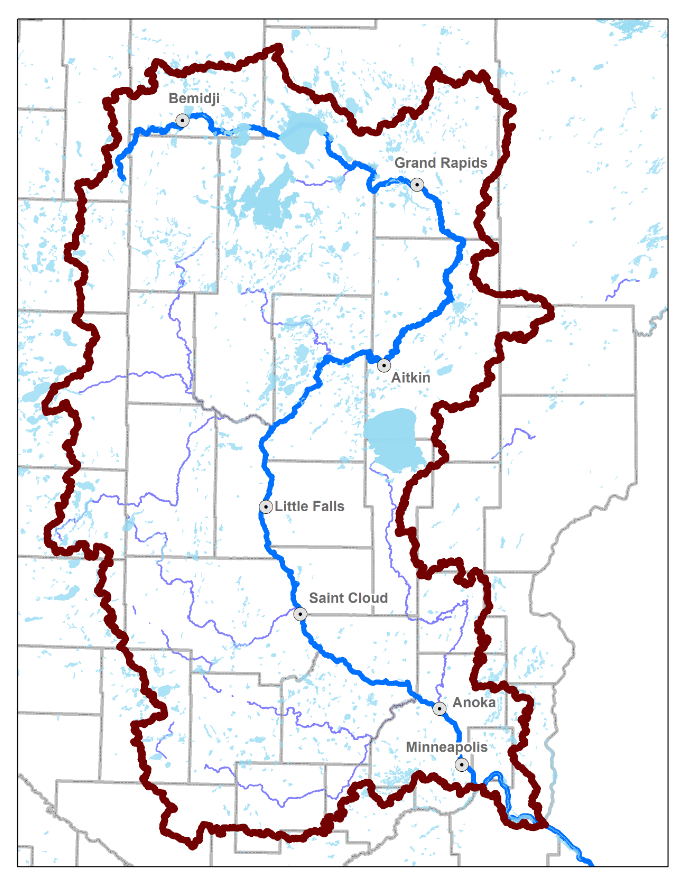 Bemidji
Grand Rapids
Aitkin
Little Falls
Saint Cloud
Anoka
Minneapolis